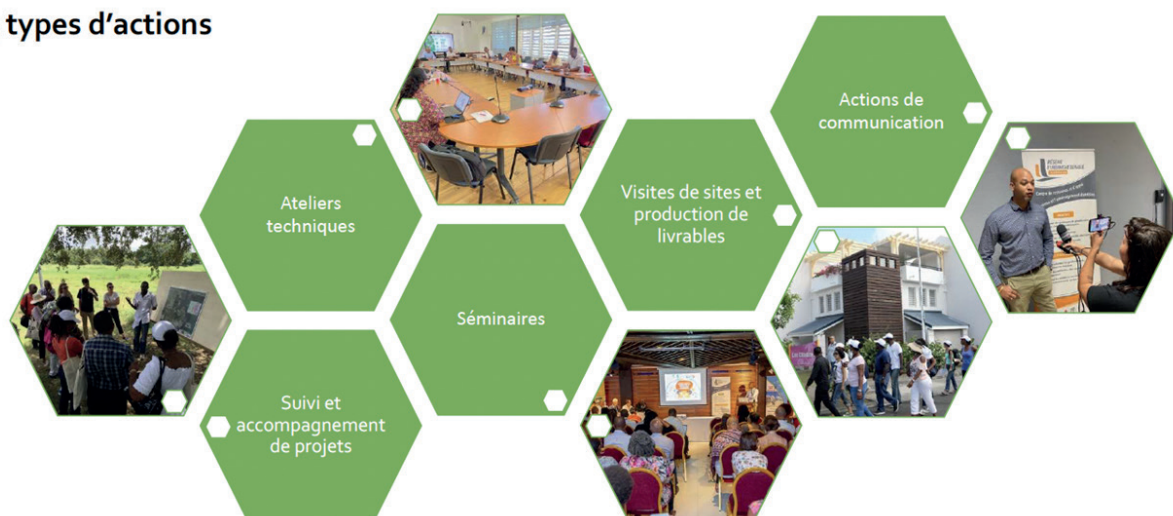 types d'actions
Actions de
communication
Ateliers
techniques
Visites de sites et
production de
livrables
Séminaires
Suivi et
accompagnement
de projets